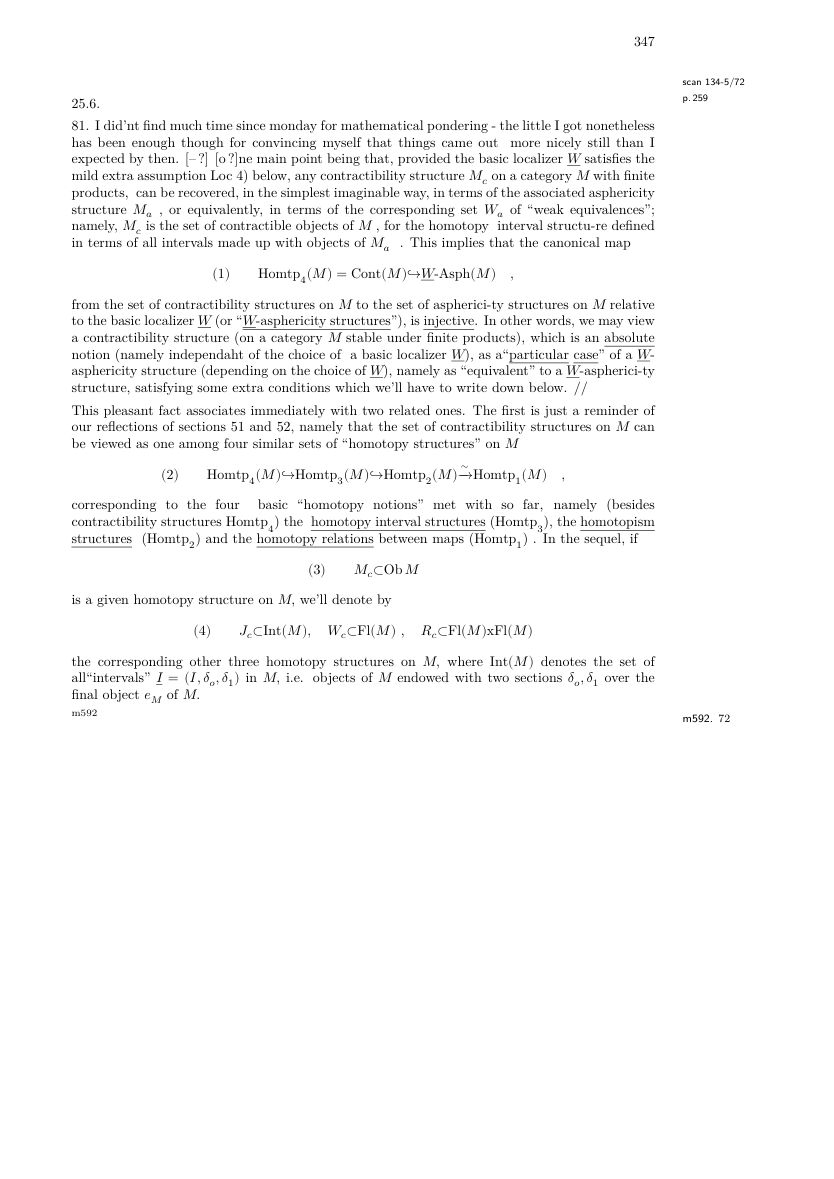 347
scan 134-5/72
p. 259
25.6.
81. I did'nt find much time since monday for mathematical pondering - the little I got nonetheless
has been enough though for convincing myself that things came out more nicely still than I
expected by then. [– ?] [o ?]ne main point being that, provided the basic localizer W satisfies the
mild extra assumption Loc 4) below, any contractibility structure M_c on a category M with finite
products, can be recovered, in the simplest imaginable way, in terms of the associated asphericity
structure M_a , or equivalently, in terms of the corresponding set W_a of “weak equivalences”;
namely, M_c is the set of contractible objects of M , for the homotopy interval structu-re defined
in terms of all intervals made up with objects of M_a . This implies that the canonical map
(1) Homtp_4(M) = Cont(M)↪W-Asph(M) ,
from the set of contractibility structures on M to the set of aspherici-ty structures on M relative
to the basic localizer W (or “W-asphericity structures”), is injective. In other words, we may view
a contractibility structure (on a category M stable under finite products), which is an absolute
notion (namely independaht of the choice of a basic localizer W), as a“particular case” of a W-
asphericity structure (depending on the choice of W), namely as “equivalent” to a W-aspherici-ty
structure, satisfying some extra conditions which we'll have to write down below. //
This pleasant fact associates immediately with two related ones. The first is just a reminder of
our reflections of sections 51 and 52, namely that the set of contractibility structures on M can
be viewed as one among four similar sets of “homotopy structures” on M
(2) Homtp_4(M)↪Homtp_3(M)↪Homtp_2(M)⥲Homtp_1(M) ,
corresponding to the four basic “homotopy notions” met with so far, namely (besides
contractibility structures Homtp_4) the homotopy interval structures (Homtp_3), the homotopism
structures (Homtp_2) and the homotopy relations between maps (Homtp_1) . In the sequel, if
(3) M_c⊂Ob M
is a given homotopy structure on M, we'll denote by
(4) J_c⊂Int(M), W_c⊂Fl(M) , R_c⊂Fl(M)xFl(M)
the corresponding other three homotopy structures on M, where Int(M) denotes the set of
all“intervals” I = (I, δ_o, δ_1) in M, i.e. objects of M endowed with two sections δ_o, δ_1 over the
final object e_M of M.
m592
m592. 72